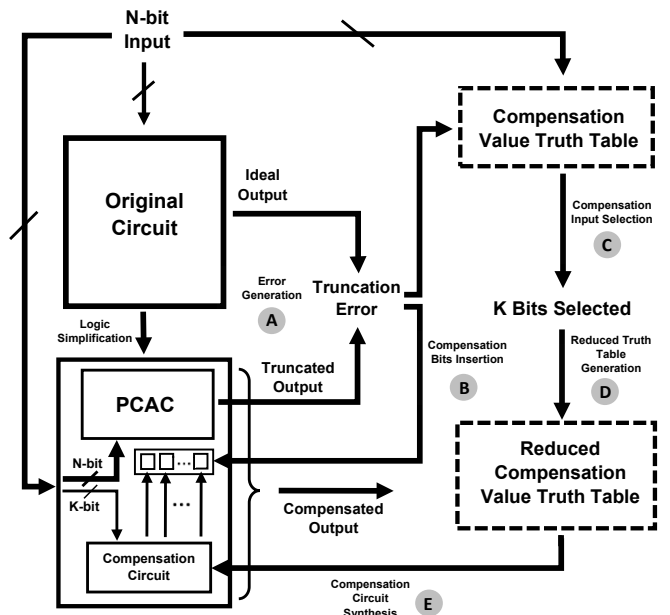 N-bit
Input
Compensation
Value Truth Table
Original
Circuit
Ideal
Output
Error
Generation
A
Truncation
Error
Compensation
Input Selection
C
K Bits Selected
Logic
Simplification
Truncated
Output
Compensation
Bits Insertion
B
Reduced Truth
Table
Generation
D
PCAC
N-bit
K-bit
...
...
Compensation
Circuit
Compensated
Output
Reduced
Compensation
Value Truth Table
Compensation
Circuit
Synthesis
E